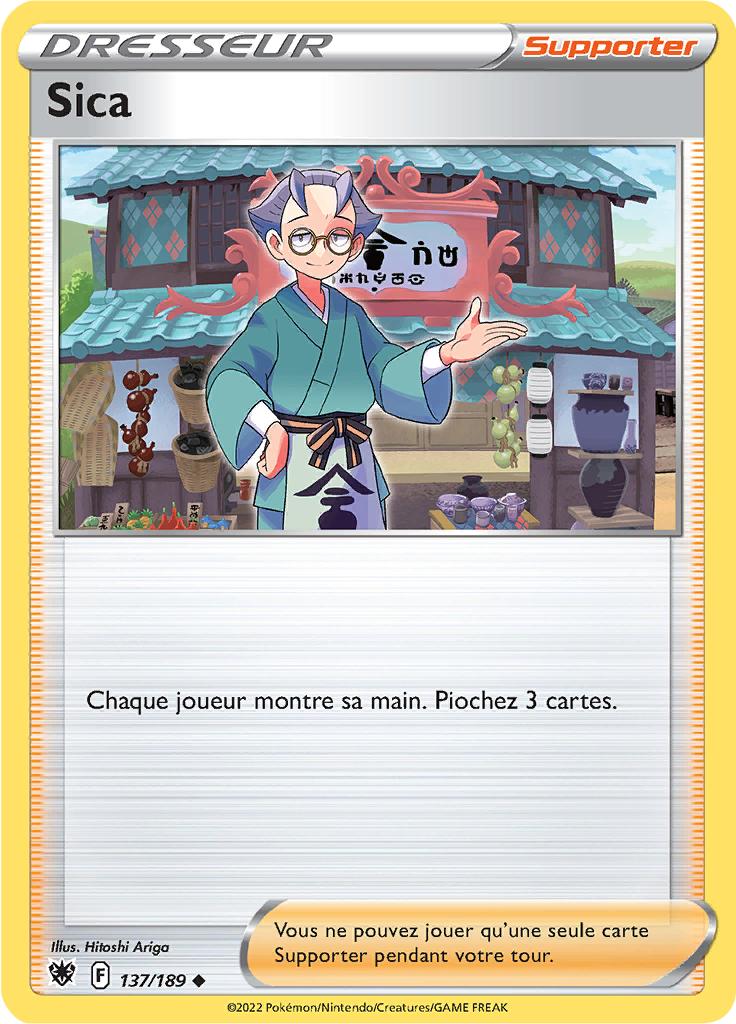 DRESSEUR
Supporter
Sica
Chaque joueur montre sa main. Piochez 3 cartes.
Vous ne pouvez jouer qu'une seule carte
Supporter pendant votre tour.
Illus. Hitoshi Ariga
F 137/189 ◆
©2022 Pokémon/Nintendo/Creatures/GAME FREAK